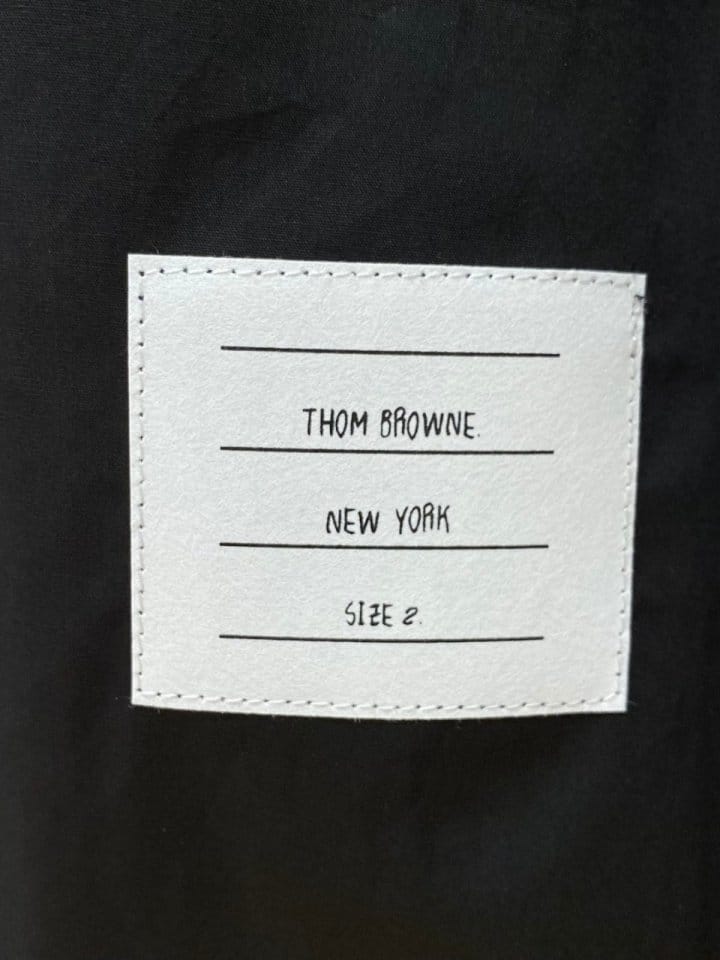 THOM BROWNE.
NEW YORK
SIZE 2.